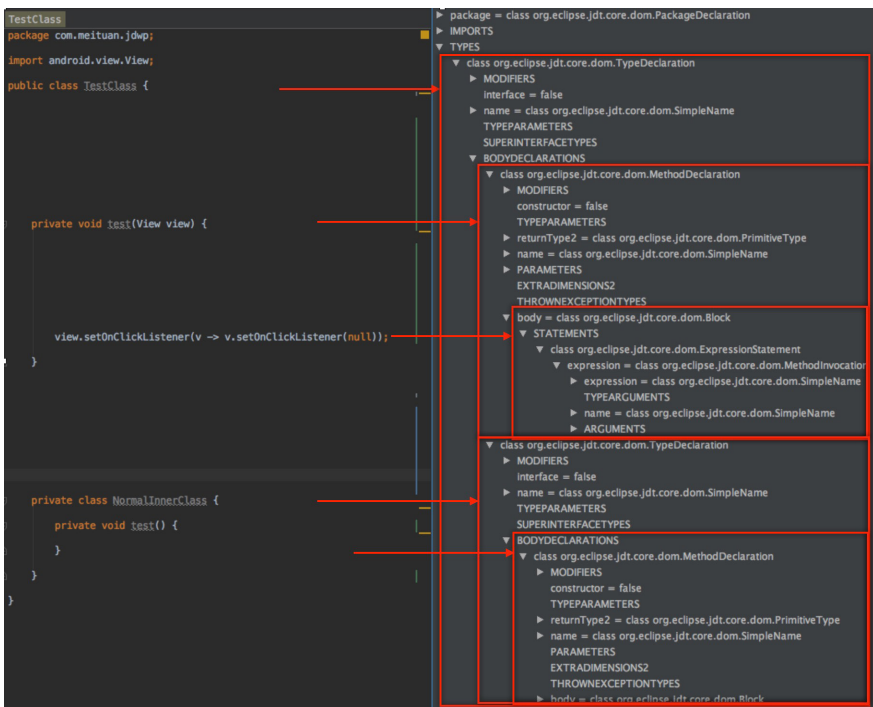 TestClass
package com.meituan.jdwp;
import android.view.View;
public class TestClass {
private void test(View view) {
view.setOnClickListener(v -> v.setOnClickListener(null));
}
private class NormalInnerClass {
private void test() {
}
}
}
package = class org.eclipse.jdt.core.dom.PackageDeclaration
IMPORTS
TYPES
class org.eclipse.jdt.core.dom.TypeDeclaration
MODIFIERS
interface = false
name = class org.eclipse.jdt.core.dom.SimpleName
TYPEPARAMETERS
SUPERINTERFACETYPES
BODYDECLARATIONS
class org.eclipse.jdt.core.dom.MethodDeclaration
MODIFIERS
constructor = false
TYPEPARAMETERS
returnType2 = class org.eclipse.jdt.core.dom.PrimitiveType
name = class org.eclipse.jdt.core.dom.SimpleName
PARAMETERS
EXTRADIMENSIONS2
THROWNEXCEPTIONTYPES
body = class org.eclipse.jdt.core.dom.Block
STATEMENTS
class org.eclipse.jdt.core.dom.ExpressionStatement
expression = class org.eclipse.jdt.core.dom.MethodInvocation
expression = class org.eclipse.jdt.core.dom.SimpleName
TYPEARGUMENTS
name = class org.eclipse.jdt.core.dom.SimpleName
ARGUMENTS
class org.eclipse.jdt.core.dom.TypeDeclaration
MODIFIERS
interface = false
name = class org.eclipse.jdt.core.dom.SimpleName
TYPEPARAMETERS
SUPERINTERFACETYPES
BODYDECLARATIONS
class org.eclipse.jdt.core.dom.MethodDeclaration
MODIFIERS
constructor = false
TYPEPARAMETERS
returnType2 = class org.eclipse.jdt.core.dom.PrimitiveType
name = class org.eclipse.jdt.core.dom.SimpleName
PARAMETERS
EXTRADIMENSIONS2
THROWNEXCEPTIONTYPES
body = class org.eclipse.jdt.core.dom.Block